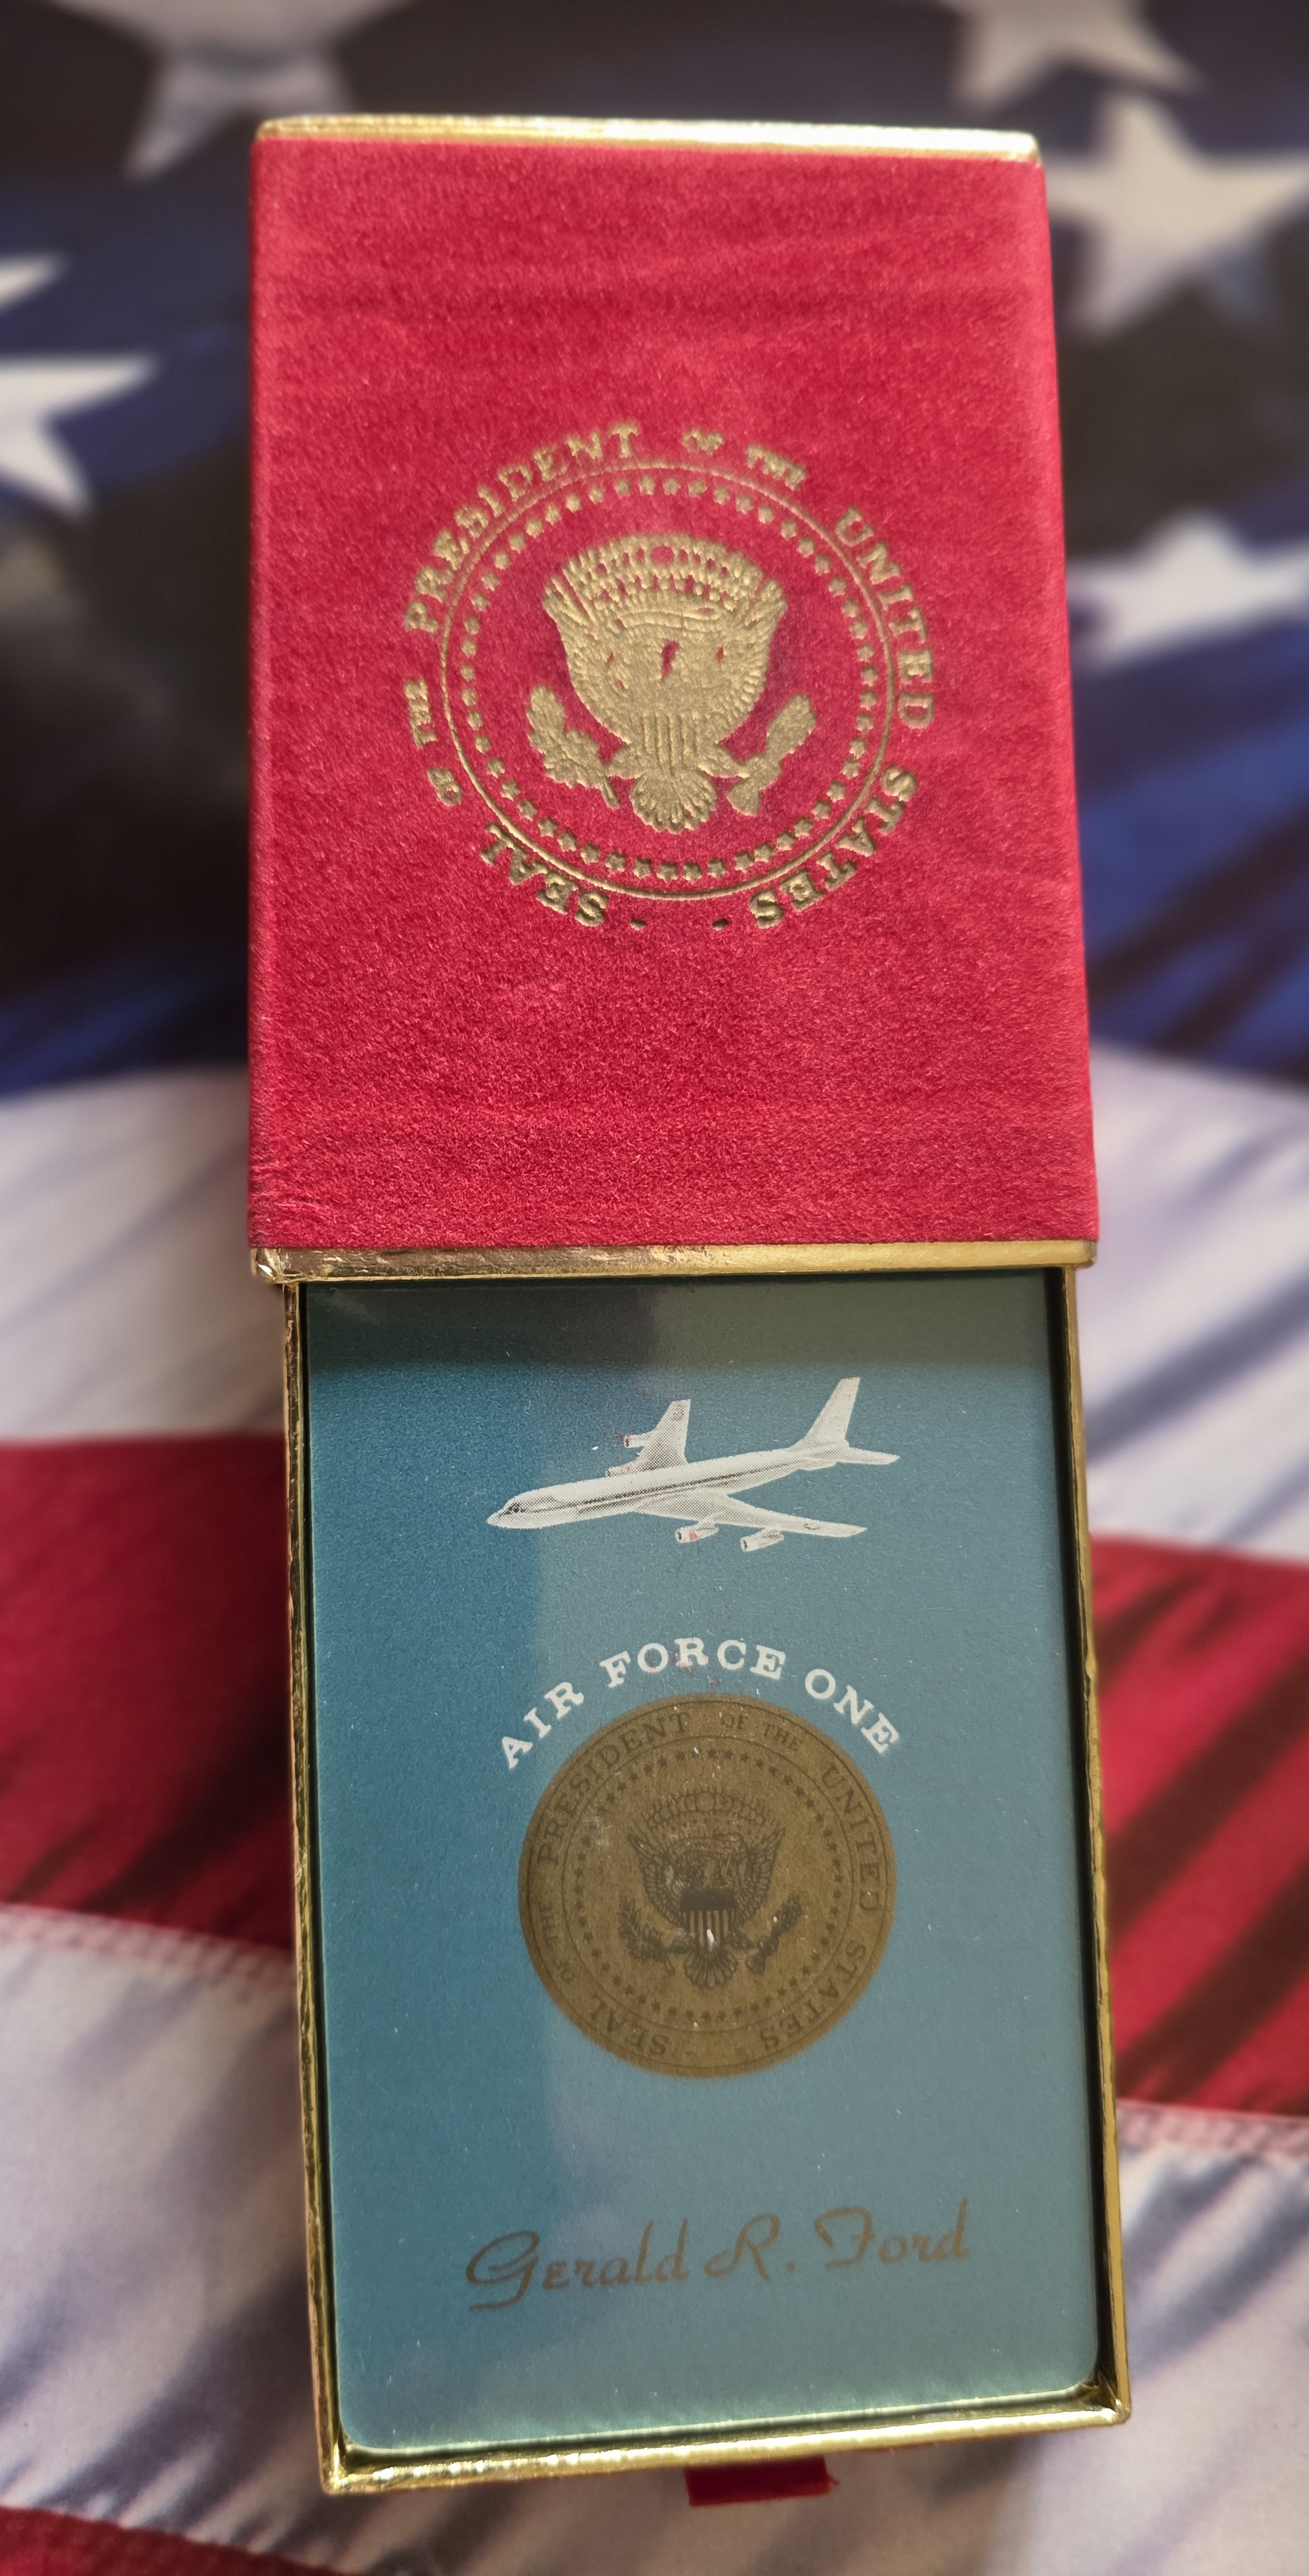 SEAL OF THE PRESIDENT OF THE UNITED STATES
AIR FORCE ONE
SEAL OF THE PRESIDENT OF THE UNITED STATES
Gerald R. Ford